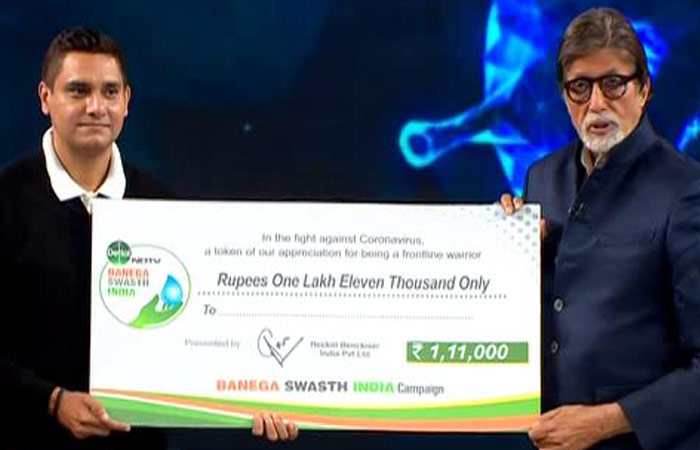 In the fight against Coronavirus,
a token of our appreciation for being a frontline warrior
Dettol NDTV
BANEGA
SWASTH
INDIA
Rupees One Lakh Eleven Thousand Only
To
Presented by
Reckitt Benckiser
India Pvt Ltd
₹ 1,11,000
BANEGA SWASTH INDIA Campaign